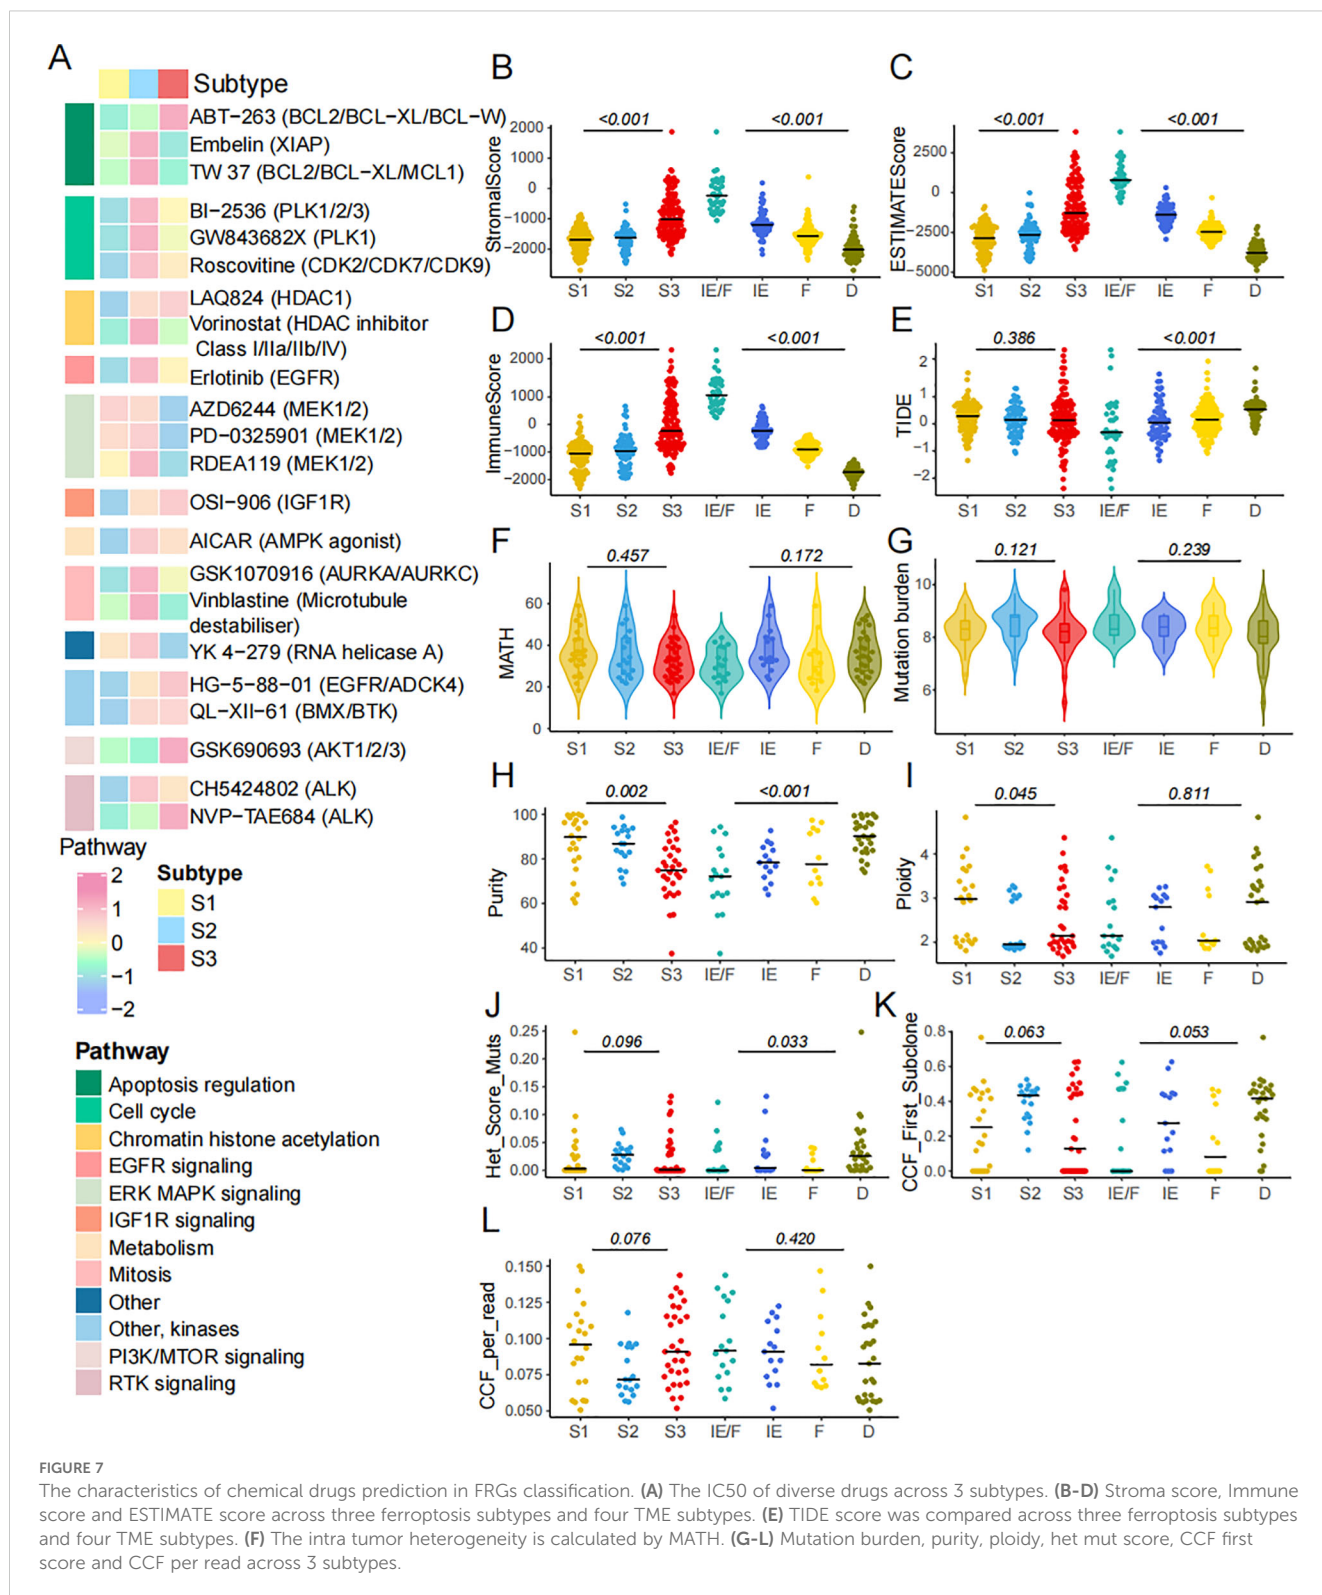 A
Subtype
ABT-263 (BCL2/BCL-XL/BCL-W)
Embelin (XIAP)
TW 37 (BCL2/BCL-XL/MCL1)
BI-2536 (PLK1/2/3)
GW843682X (PLK1)
Roscovitine (CDK2/CDK7/CDK9)
LAQ824 (HDAC1)
Vorinostat (HDAC inhibitor
Class I/IIa/IIb/IV)
Erlotinib (EGFR)
AZD6244 (MEK1/2)
PD-0325901 (MEK1/2)
RDEA119 (MEK1/2)
OSI-906 (IGF1R)
AICAR (AMPK agonist)
GSK1070916 (AURKA/AURKC)
Vinblastine (Microtubule
destabiliser)
YK 4-279 (RNA helicase A)
HG-5-88-01 (EGFR/ADCK4)
QL-XII-61 (BMX/BTK)
GSK690693 (AKT1/2/3)
CH5424802 (ALK)
NVP-TAE684 (ALK)
Pathway
2
1
0
-1
-2
Subtype
S1
S2
S3
Pathway
Apoptosis regulation
Cell cycle
Chromatin histone acetylation
EGFR signaling
ERK MAPK signaling
IGF1R signaling
Metabolism
Mitosis
Other
Other, kinases
PI3K/MTOR signaling
RTK signaling
B
<0.001 <0.001
StromalScore
2000
1000
0
-1000
-2000
S1 S2 S3 IE/F IE F D
C
<0.001 <0.001
ESTIMATEScore
2500
0
-2500
-5000
S1 S2 S3 IE/F IE F D
D
<0.001 <0.001
ImmuneScore
2000
1000
0
-1000
-2000
S1 S2 S3 IE/F IE F D
E
0.386 <0.001
TIDE
2
1
0
-1
-2
S1 S2 S3 IE/F IE F D
F
0.457 0.172
MATH
60
40
20
0
S1 S2 S3 IE/F IE F D
G
0.121 0.239
Mutation burden
10
8
6
S1 S2 S3 IE/F IE F D
H
0.002 <0.001
Purity
100
80
60
40
S1 S2 S3 IE/F IE F D
I
0.045 0.811
Ploidy
4
3
2
S1 S2 S3 IE/F IE F D
J
0.096 0.033
Het_Score_Muts
0.25
0.20
0.15
0.10
0.05
0.00
S1 S2 S3 IE/F IE F D
K
0.063 0.053
CCF_First_Subclone
0.8
0.6
0.4
0.2
0.0
S1 S2 S3 IE/F IE F D
L
0.076 0.420
CCF_per_read
0.150
0.125
0.100
0.075
0.050
S1 S2 S3 IE/F IE F D
FIGURE 7
The characteristics of chemical drugs prediction in FRGs classification. (A) The IC50 of diverse drugs across 3 subtypes. (B-D) Stroma score, Immune
score and ESTIMATE score across three ferroptosis subtypes and four TME subtypes. (E) TIDE score was compared across three ferroptosis subtypes
and four TME subtypes. (F) The intra tumor heterogeneity is calculated by MATH. (G-L) Mutation burden, purity, ploidy, het mut score, CCF first
score and CCF per read across 3 subtypes.